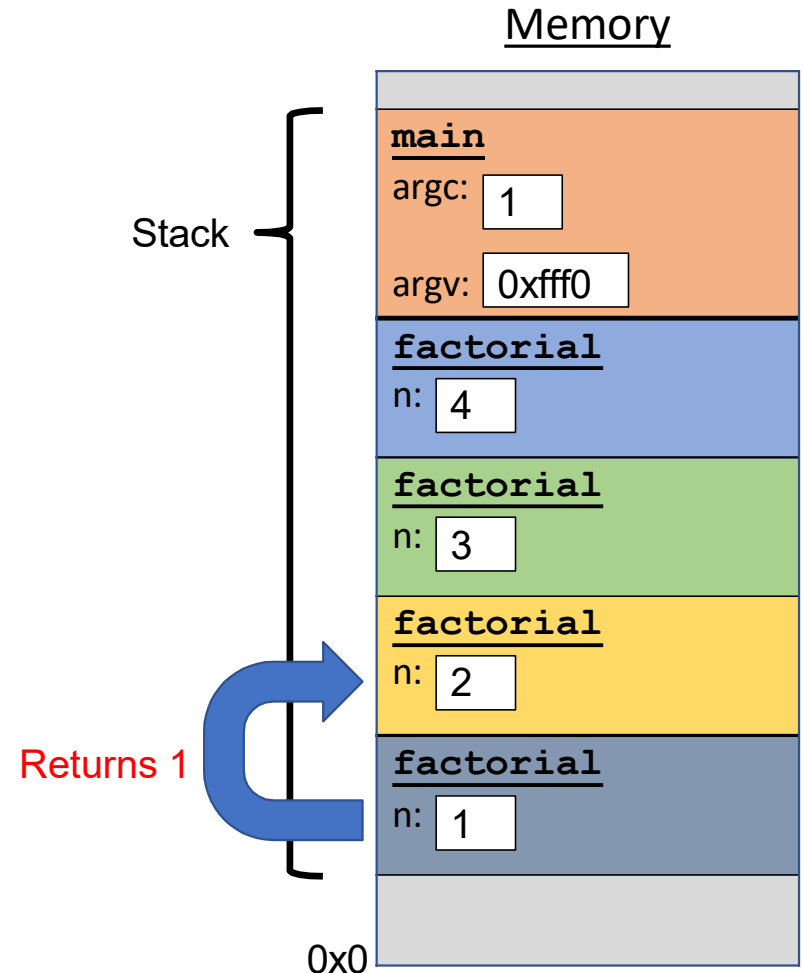 Memory
main
argc: 1
Stack
argv: 0xfff0
factorial
n: 4
factorial
n: 3
factorial
n: 2
Returns 1
factorial
n: 1
0x0